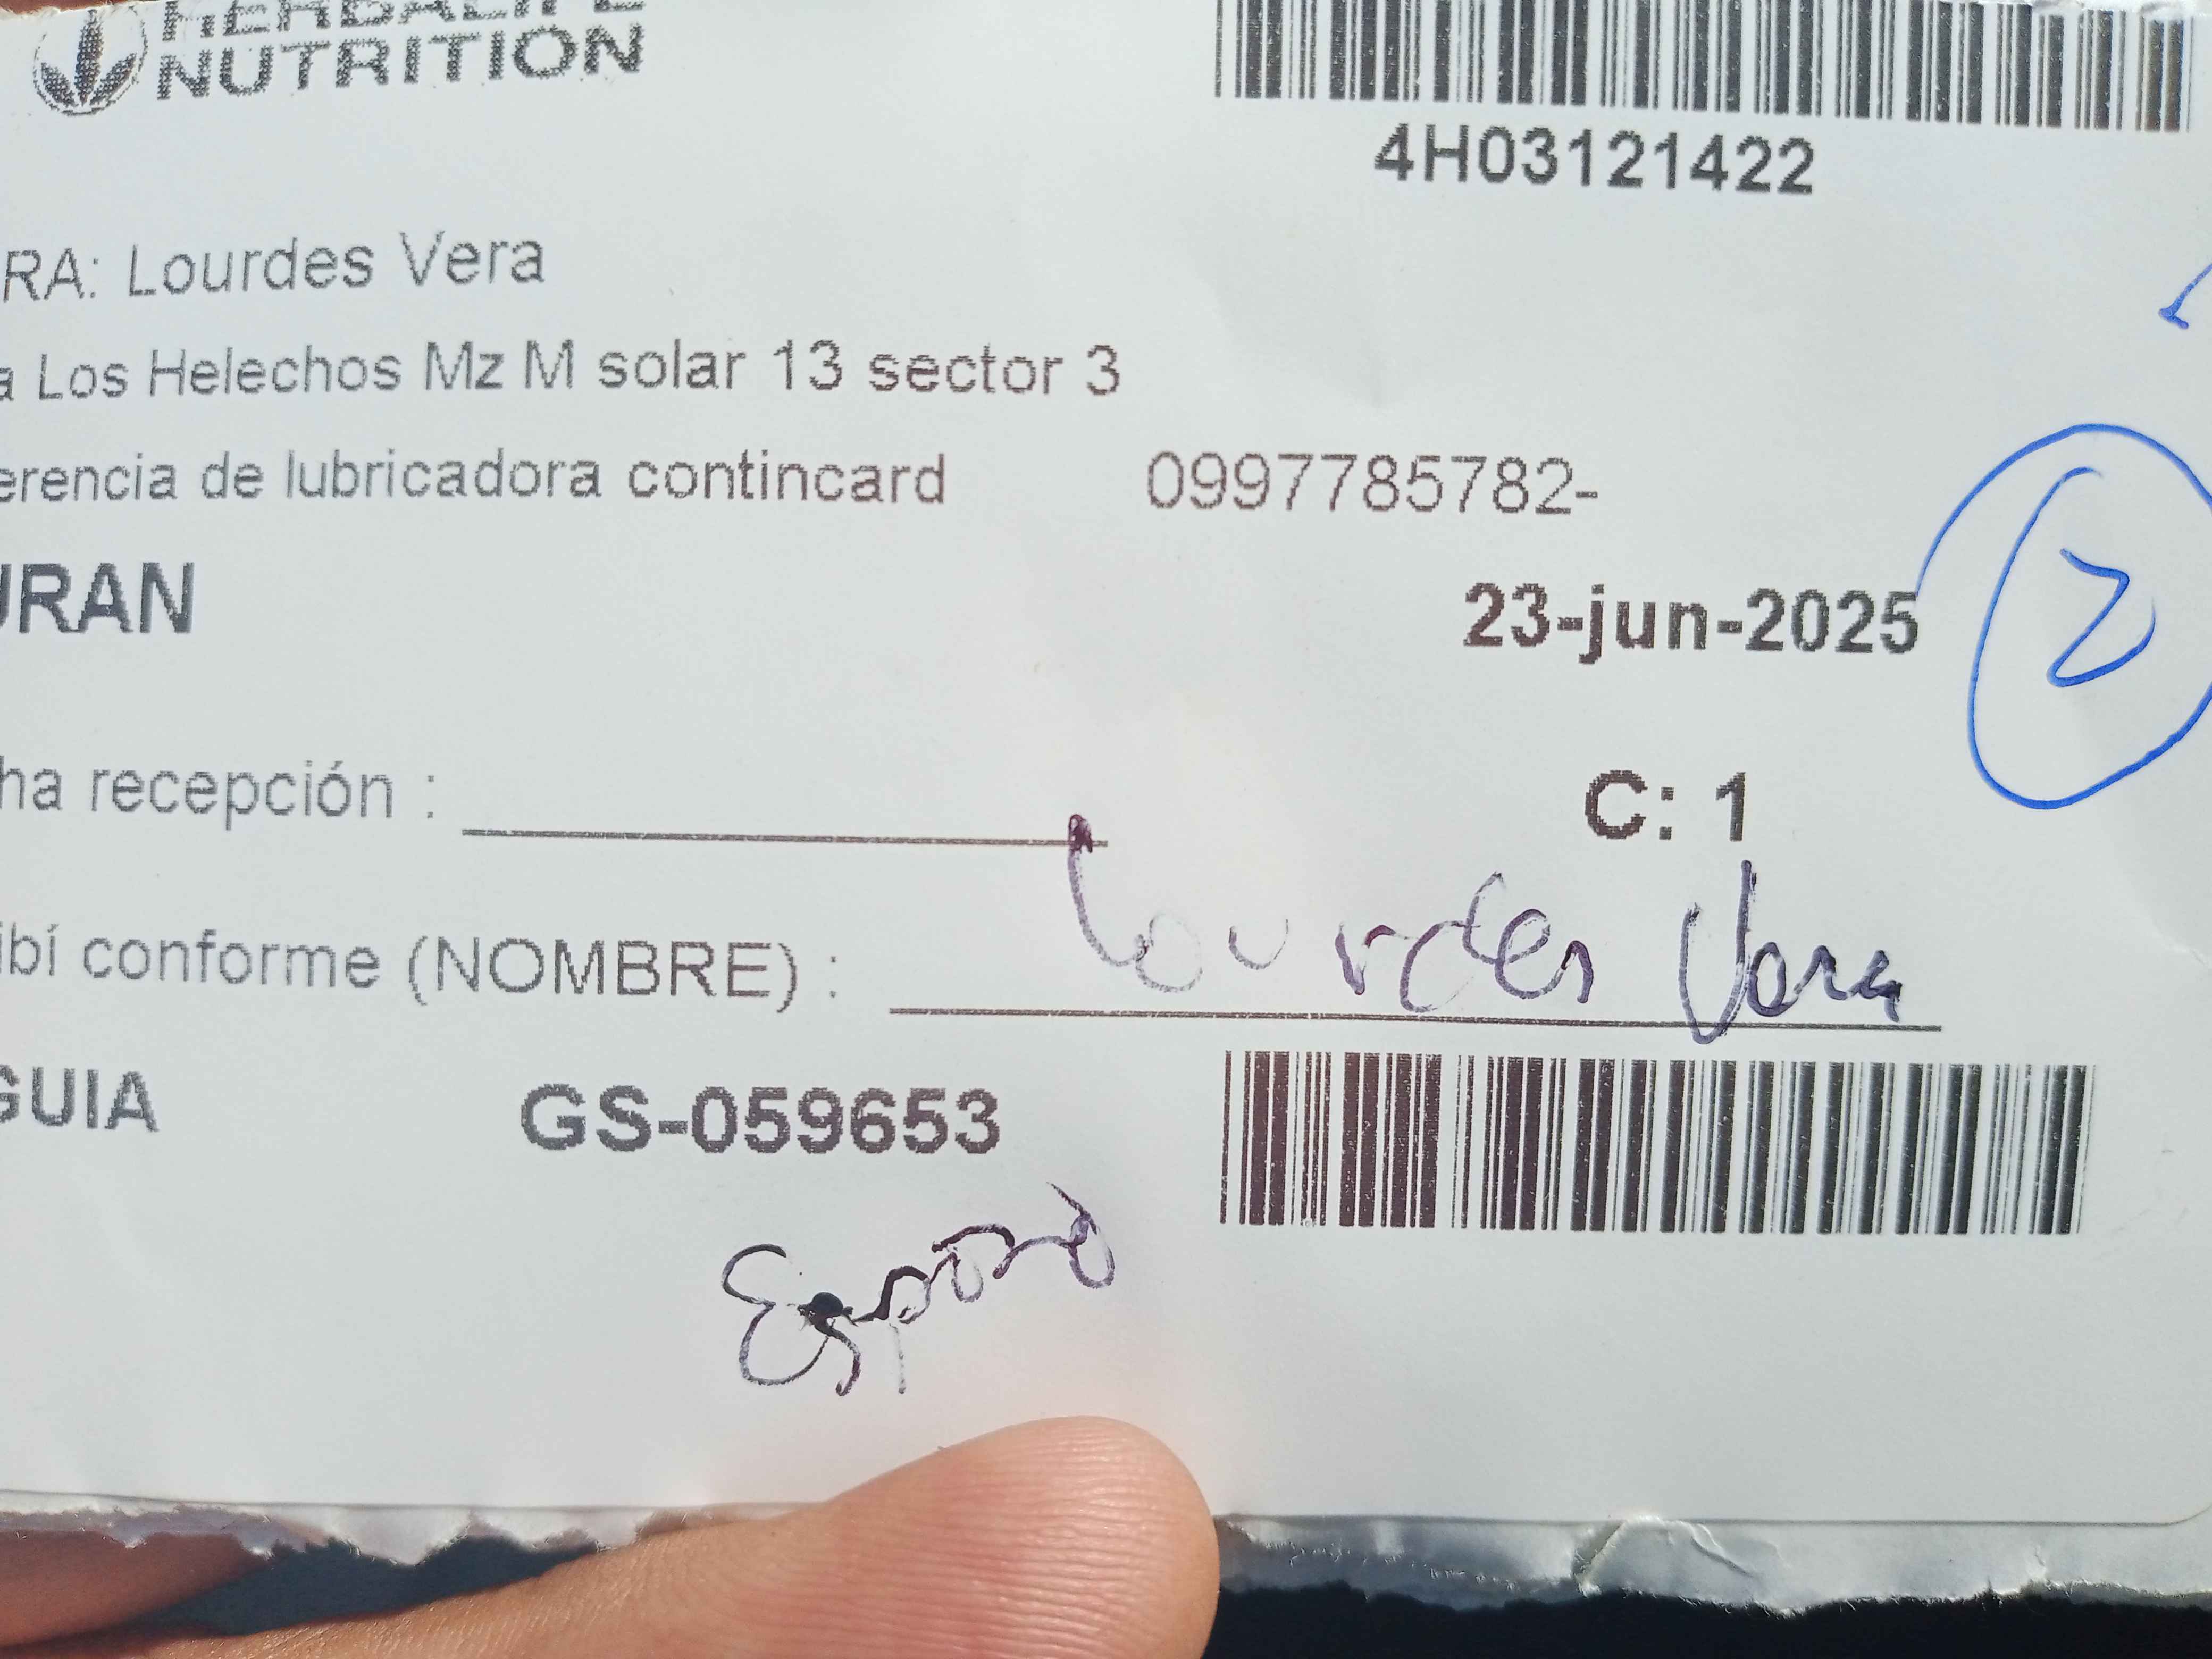 HERBALIFE
NUTRITION
4H03121422
RA: Lourdes Vera
a Los Helechos Mz M solar 13 sector 3
erencia de lubricadora contincard 0997785782-
URAN
23-jun-2025
2
ha recepción :
C: 1
ibí conforme (NOMBRE) : Lourdes Vera
GUIA GS-059653
Esposo